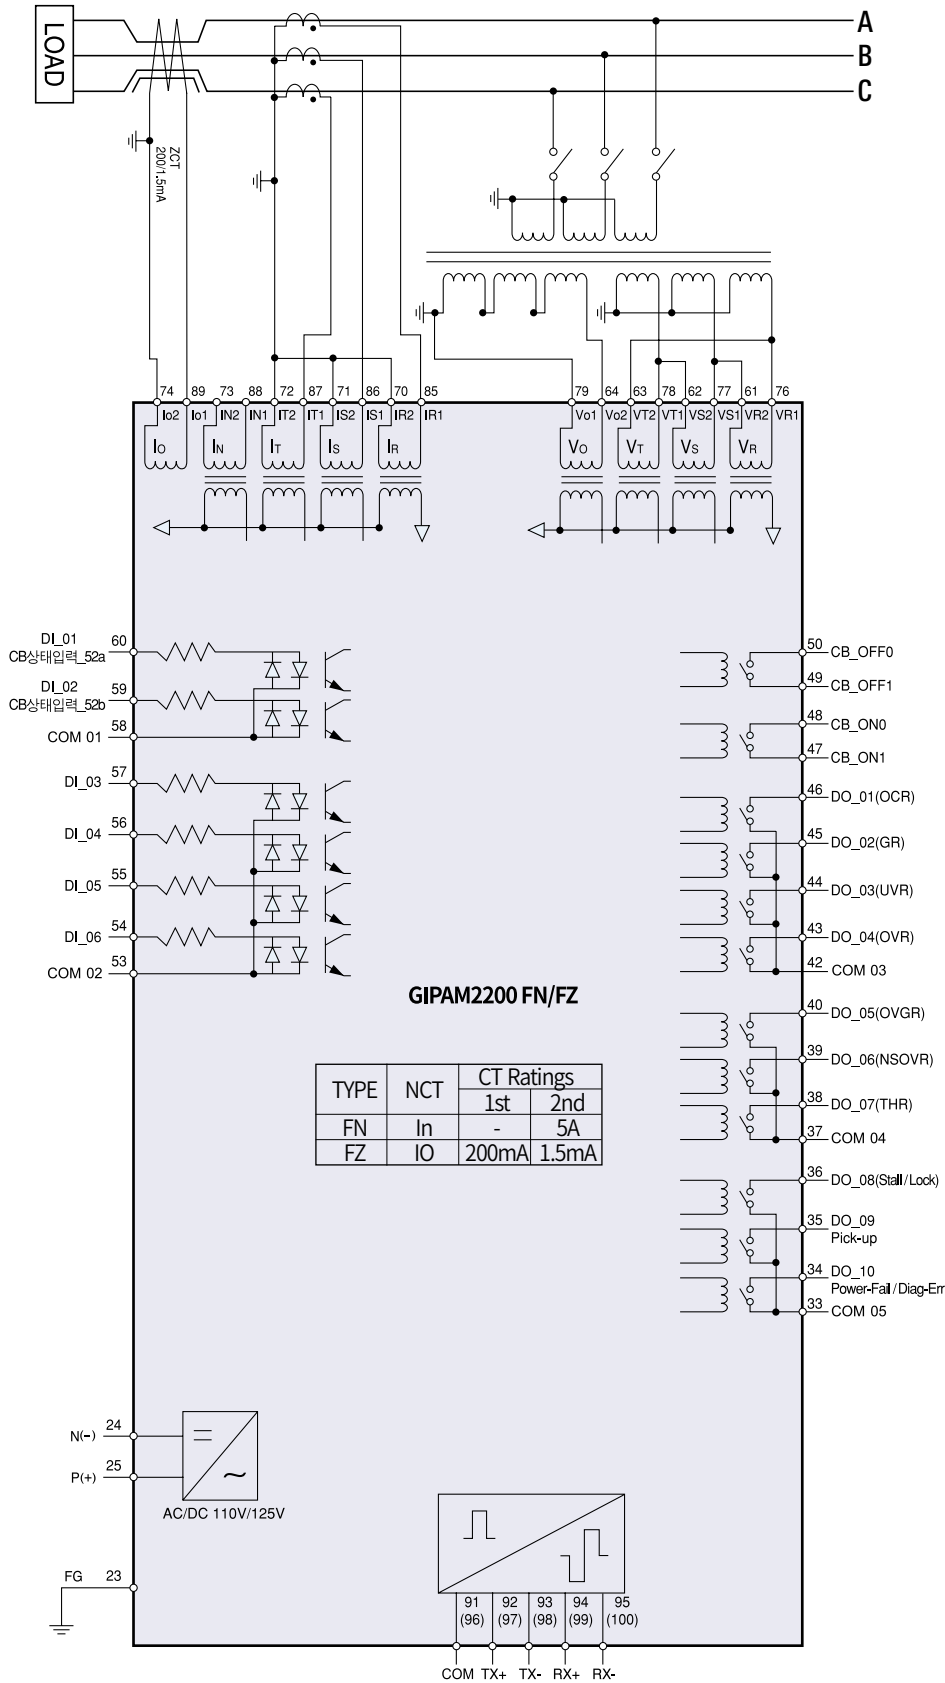 LOAD
A
B
C
ZCT
200/1.5mA
74 89 73 88 72 87 71 86 70 85
79 64 63 78 62 77 61 76
Io2 Io1 IN2 IN1 IT2 IT1 IS2 IS1 IR2 IR1
Vo1 Vo2 VT2 VT1 VS2 VS1 VR2 VR1
IO IN IT IS IR
VO VT VS VR
DI_01 60
CB상태입력_52a
DI_02 59
CB상태입력_52b
58
COM 01
57
DI_03
56
DI_04
55
DI_05
54
DI_06
53
COM 02
50 CB_OFF0
49 CB_OFF1
48 CB_ON0
47 CB_ON1
46 DO_01(OCR)
45 DO_02(GR)
44 DO_03(UVR)
43 DO_04(OVR)
42 COM 03
40 DO_05(OVGR)
39 DO_06(NSOVR)
38 DO_07(THR)
37 COM 04
36 DO_08(Stall/Lock)
35 DO_09
Pick-up
34 DO_10
Power-Fail/Diag-Err
33 COM 05
GIPAM2200 FN/FZ
TYPE NCT CT Ratings
1st 2nd
FN In - 5A
FZ IO 200mA 1.5mA
N(-) 24
P(+) 25
AC/DC 110V/125V
FG 23
91 92 93 94 95
(96) (97) (98) (99) (100)
COM TX+ TX- RX+ RX-